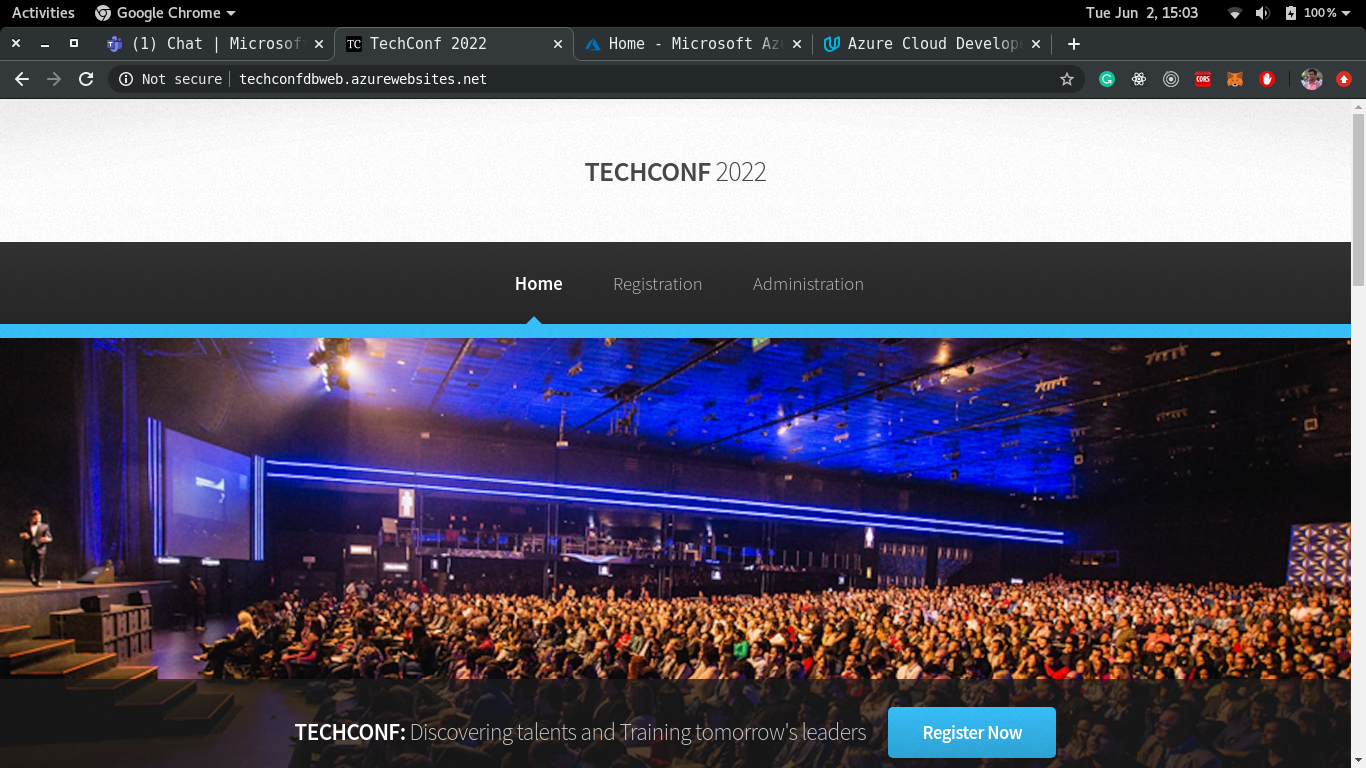 Activities Google Chrome Tue Jun 2, 15:03 100%
(1) Chat | Microsof TechConf 2022 Home - Microsoft Az Azure Cloud Develop
Not secure techconfdbweb.azurewebsites.net CORS
TECHCONF 2022
Home Registration Administration
TECHCONF: Discovering talents and Training tomorrow's leaders Register Now